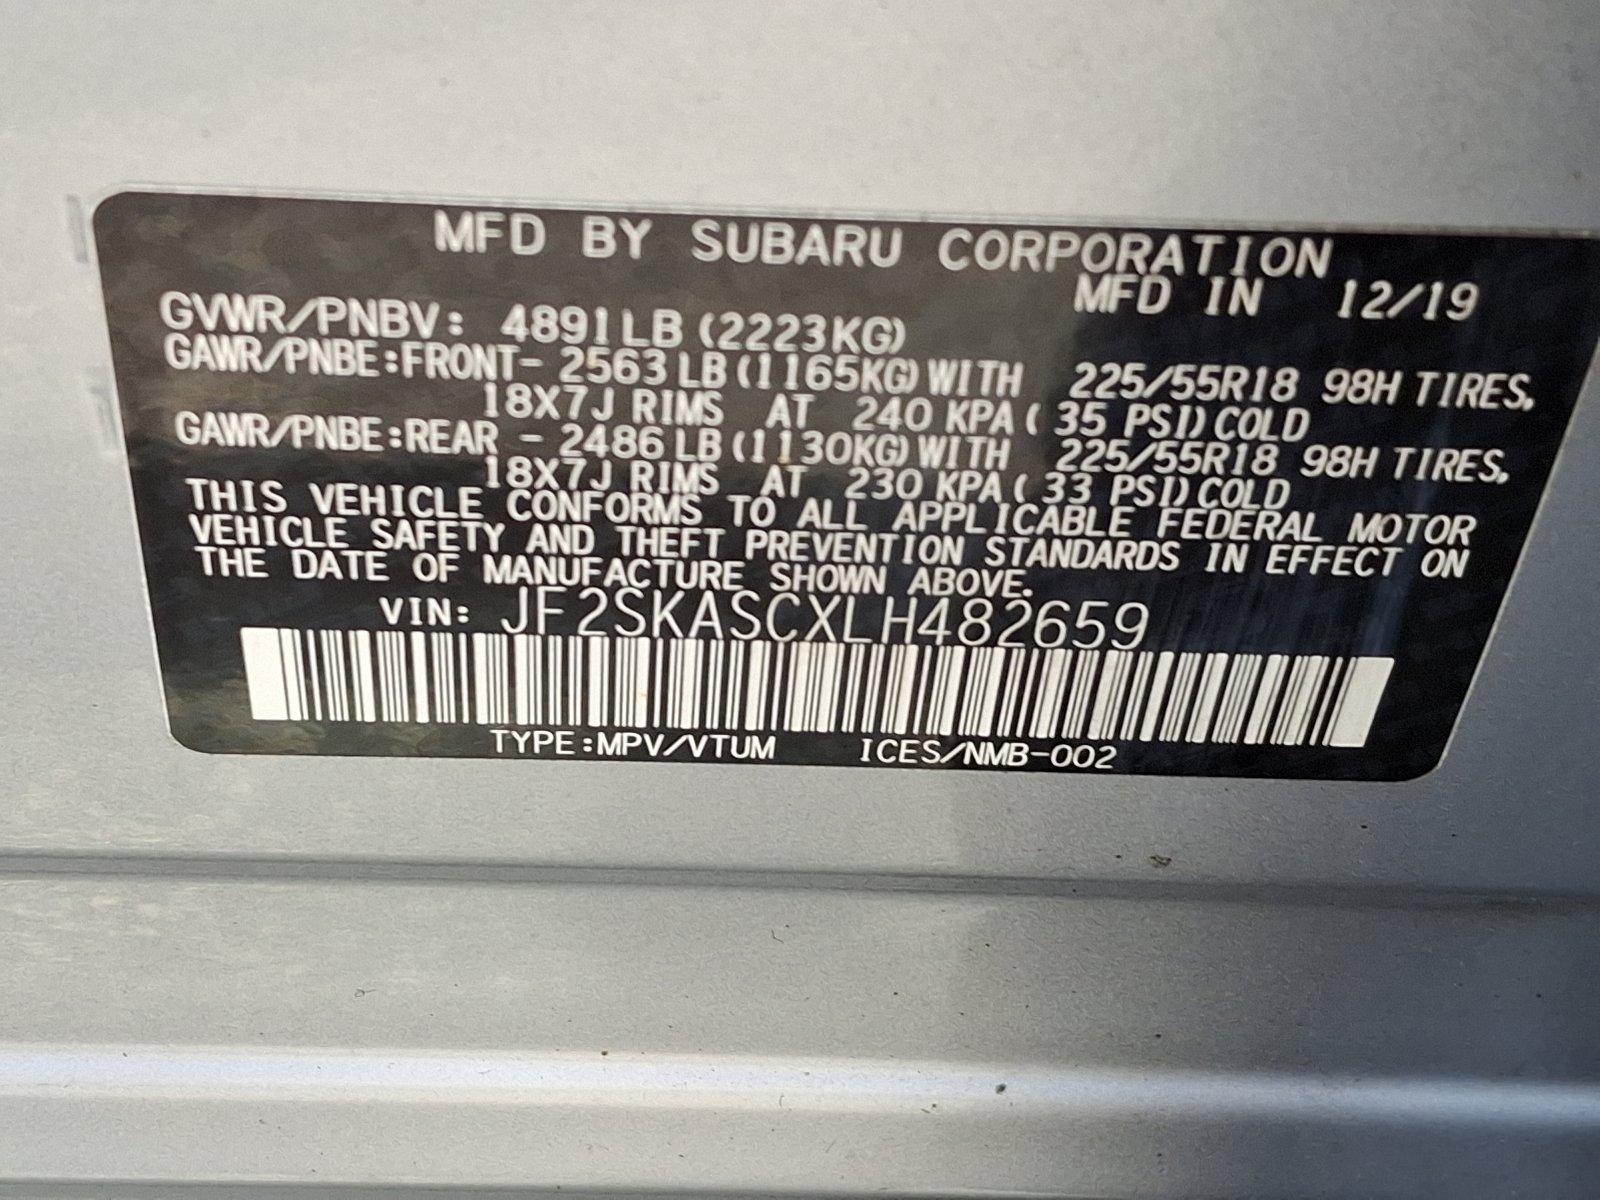 MFD BY SUBARU CORPORATION
MFD IN 12/19
GVWR/PNBV: 4891LB (2223KG)
GAWR/PNBE:FRONT- 2563 LB (1165KG) WITH 225/55R18 98H TIRES,
18X7J RIMS AT 240 KPA ( 35 PSI) COLD
GAWR/PNBE:REAR - 2486 LB (1130KG) WITH 225/55R18 98H TIRES,
18X7J RIMS AT 230 KPA ( 33 PSI) COLD
THIS VEHICLE CONFORMS TO ALL APPLICABLE FEDERAL MOTOR
VEHICLE SAFETY AND THEFT PREVENTION STANDARDS IN EFFECT ON
THE DATE OF MANUFACTURE SHOWN ABOVE.
VIN: JF2SKASCXLH482659
TYPE:MPV/VTUM ICES/NMB-002